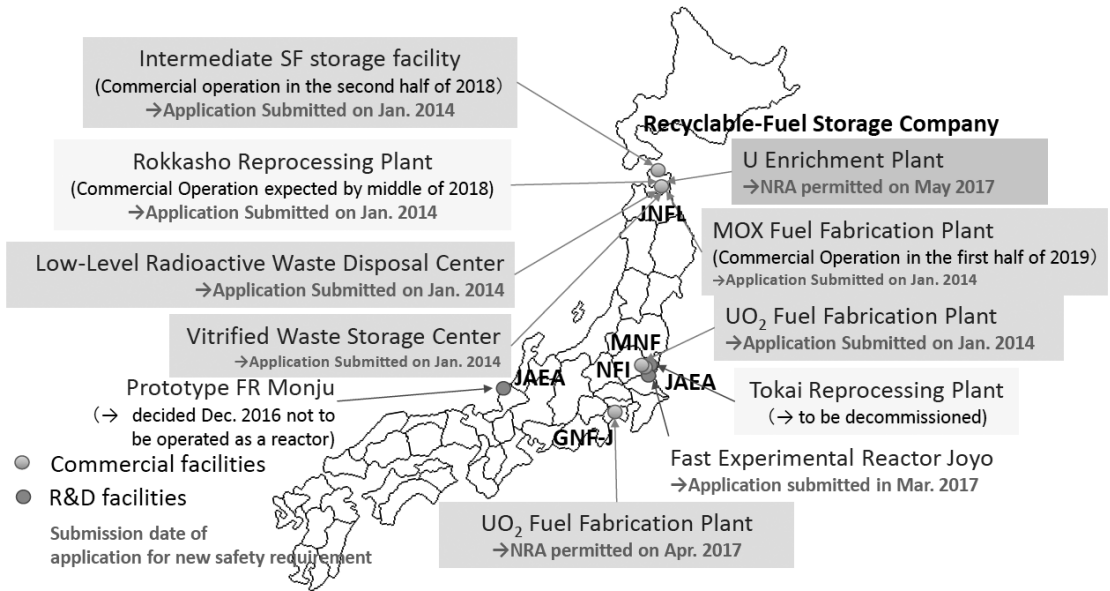 Intermediate SF storage facility
(Commercial operation in the second half of 2018)
→Application Submitted on Jan. 2014
Recyclable-Fuel Storage Company
Rokkasho Reprocessing Plant
(Commercial Operation expected by middle of 2018)
→Application Submitted on Jan. 2014
U Enrichment Plant
→NRA permitted on May 2017
JNFL
MOX Fuel Fabrication Plant
(Commercial Operation in the first half of 2019)
→Application Submitted on Jan. 2014
Low-Level Radioactive Waste Disposal Center
→Application Submitted on Jan. 2014
UO₂ Fuel Fabrication Plant
→Application Submitted on Jan. 2014
Vitrified Waste Storage Center
→Application Submitted on Jan. 2014
MNF
NFI
JAEA
JAEA
Prototype FR Monju
(→ decided Dec. 2016 not to
be operated as a reactor)
Tokai Reprocessing Plant
(→ to be decommissioned)
GNF-J
Fast Experimental Reactor Joyo
→Application submitted in Mar. 2017
Commercial facilities
R&D facilities
Submission date of
application for new safety requirement
UO₂ Fuel Fabrication Plant
→NRA permitted on Apr. 2017